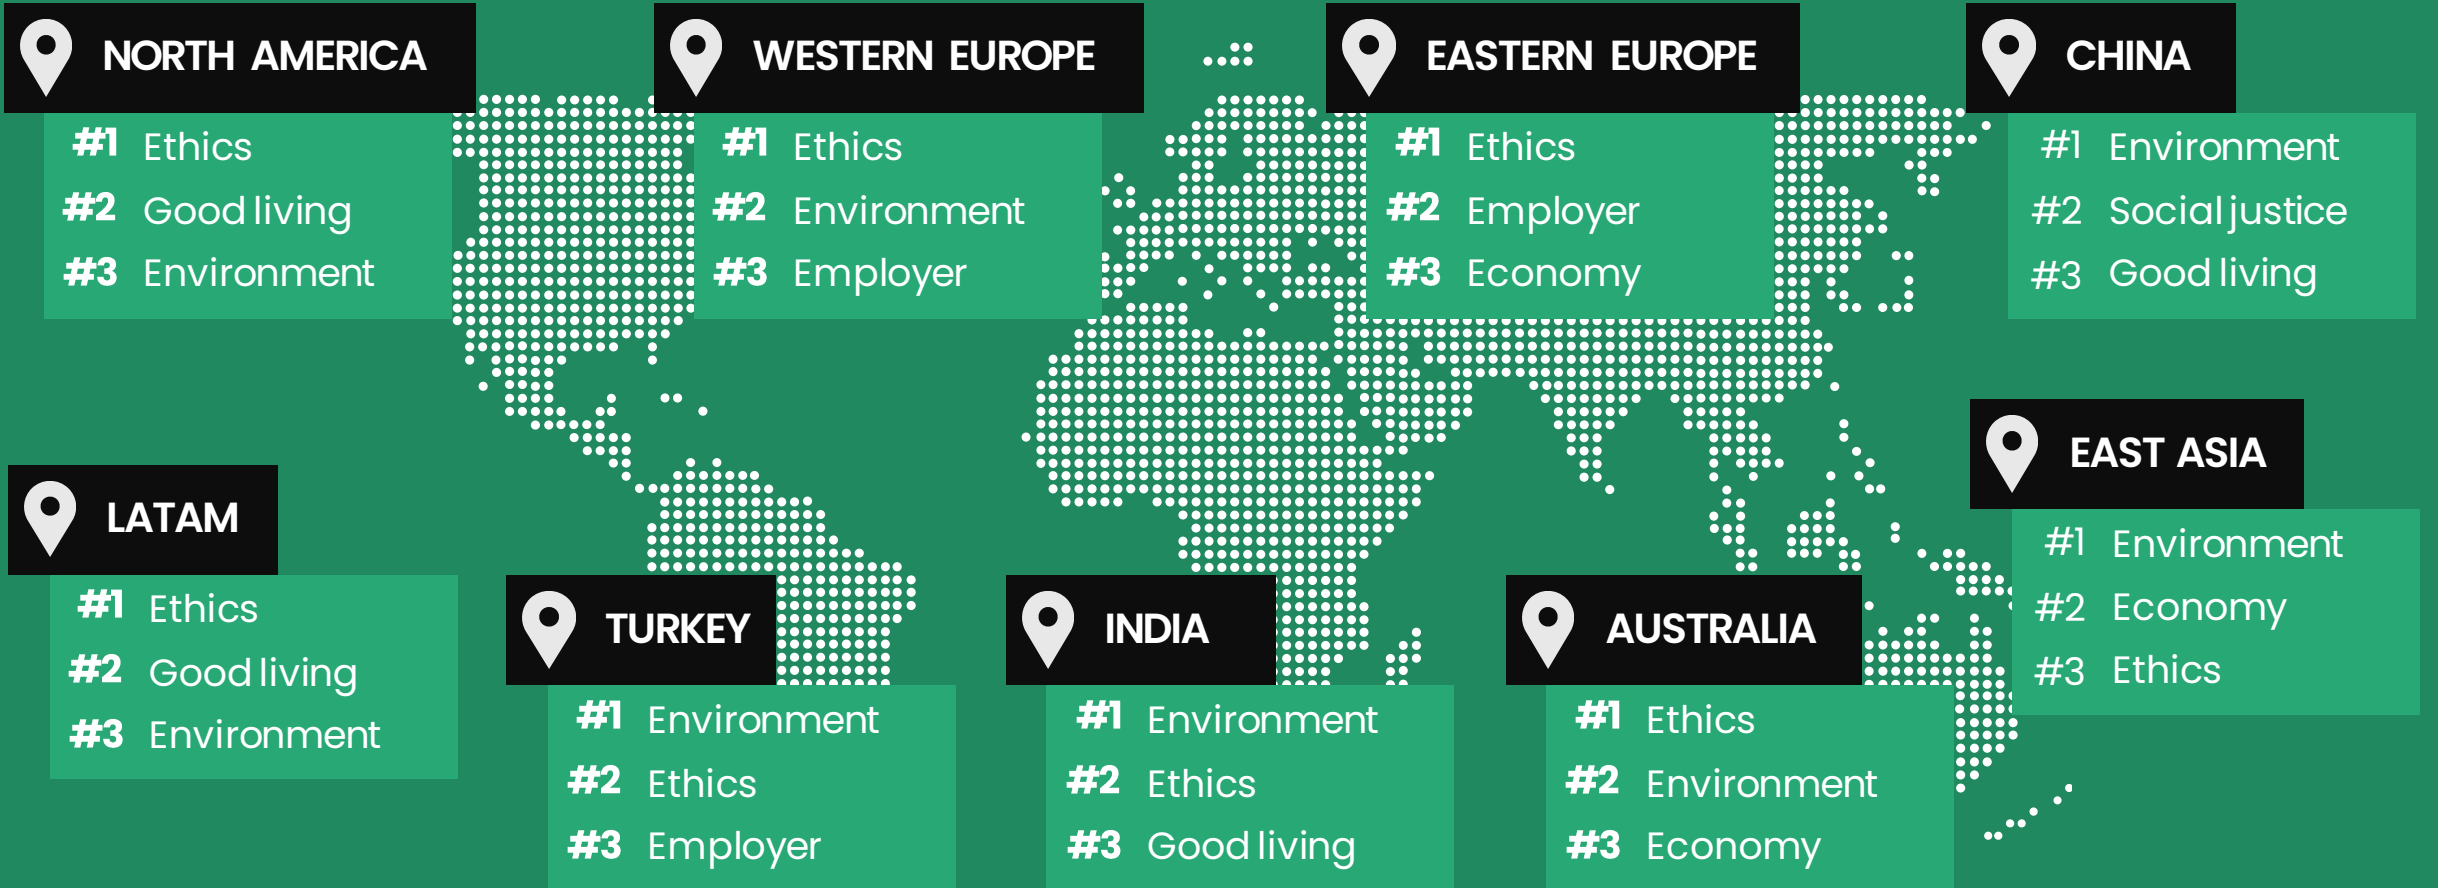 NORTH AMERICA
#1 Ethics
#2 Good living
#3 Environment
WESTERN EUROPE
#1 Ethics
#2 Environment
#3 Employer
EASTERN EUROPE
#1 Ethics
#2 Employer
#3 Economy
CHINA
#1 Environment
#2 Social justice
#3 Good living
LATAM
#1 Ethics
#2 Good living
#3 Environment
TURKEY
#1 Environment
#2 Ethics
#3 Employer
INDIA
#1 Environment
#2 Ethics
#3 Good living
AUSTRALIA
#1 Ethics
#2 Environment
#3 Economy
EAST ASIA
#1 Environment
#2 Economy
#3 Ethics